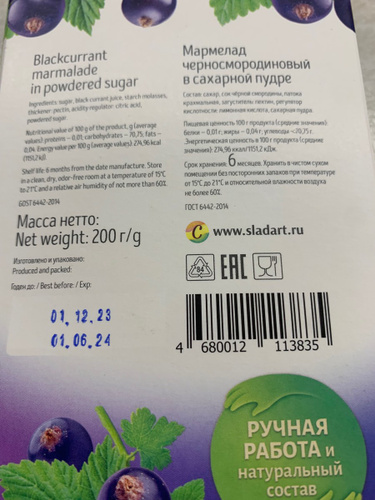 Blackcurrant
marmalade
in powdered sugar
Ingredients: sugar, black currant juice, starch molasses,
thickener: pectin, acidity regulator: citric acid,
powdered sugar
Nutritional value of 100 g of the product, g (average
values): proteins – 0,01; carbohydrates – 70,75; fats –
0,04. Energy value per 100 g (average values): 274,96 kcal
(1151,2kJ).
Shelf life: 6 months from the date manufacture. Store
in a clean, dry, odor-free room at a temperature of 15°C
to 21°C and a relative air humidity of not more than 60%.
GOST 6442-2014
Масса нетто:
Net weight: 200 г/g
Изготовлено и упаковано:
Produced and packed:
Годен до: / Best before: / Exp:
01.12.23
01.06.24
Мармелад
черносмородиновый
в сахарной пудре
Состав: сахар, сок чёрной смородины, патока
крахмальная, загуститель: пектин, регулятор
кислотности: лимонная кислота, сахарная пудра.
Пищевая ценность 100 г продукта (средние значения):
белки – 0,01 г; жиры – 0,04 г; углеводы –70,75 г.
Энергетическая ценность в 100 г продукта (средние
значения): 274,96 ккал/1151,2 кДж.
Срок хранения: 6 месяцев. Хранить в чистом сухом
помещении без посторонних запахов при температуре
от 15°С до 21°С и относительной влажности воздуха
не более 60%.
ГОСТ 6442-2014
С www.sladart.ru
84 EAC
4 680012 113835
РУЧНАЯ
РАБОТА и
натуральный
состав